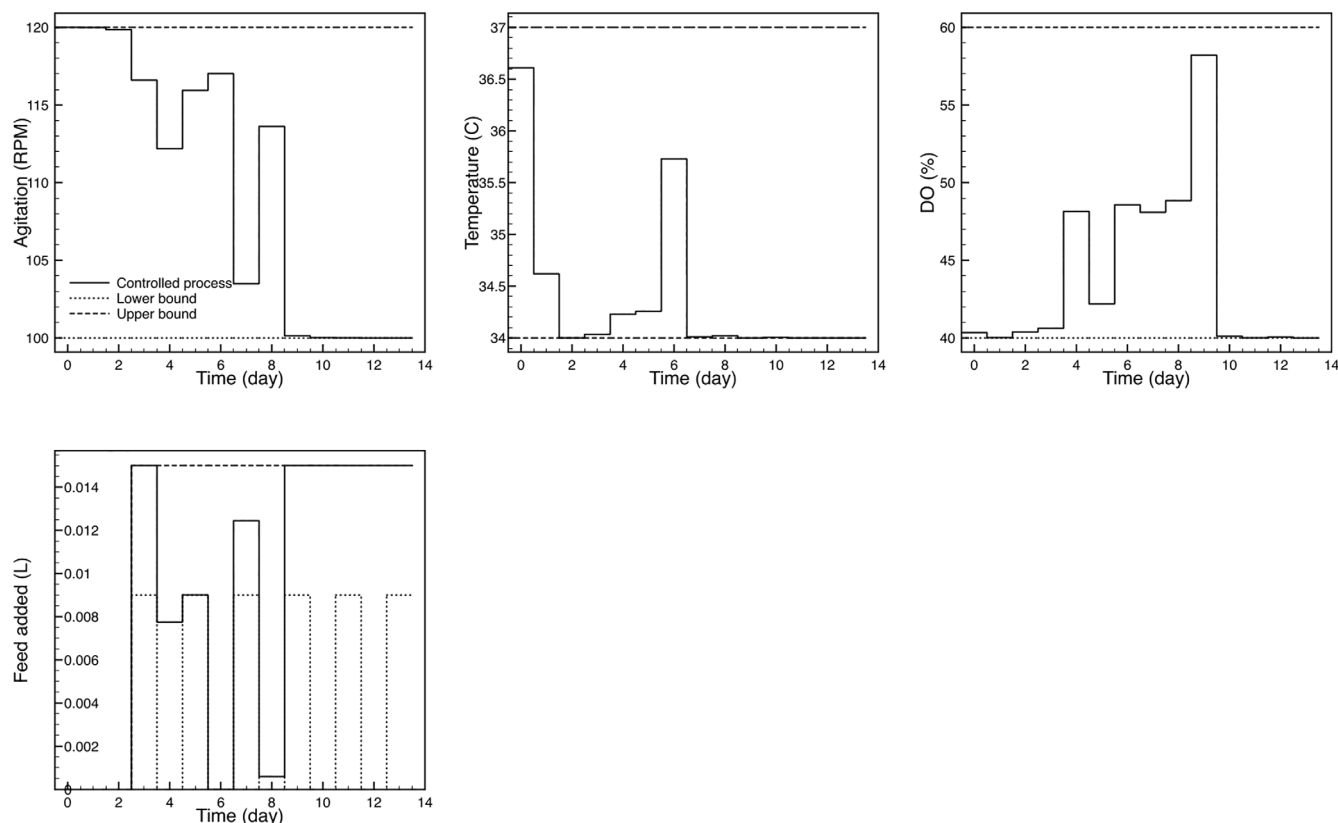 120
115
110
105
100
Agitation (RPM)
Controlled process
Lower bound
Upper bound
0 2 4 6 8 10 12 14
Time (day)
37
36.5
36
35.5
35
34.5
34
Temperature (C)
0 2 4 6 8 10 12 14
Time (day)
60
55
50
45
40
DO (%)
0 2 4 6 8 10 12 14
Time (day)
0.014
0.012
0.01
0.008
0.006
0.004
0.002
0
Feed added (L)
0 2 4 6 8 10 12 14
Time (day)